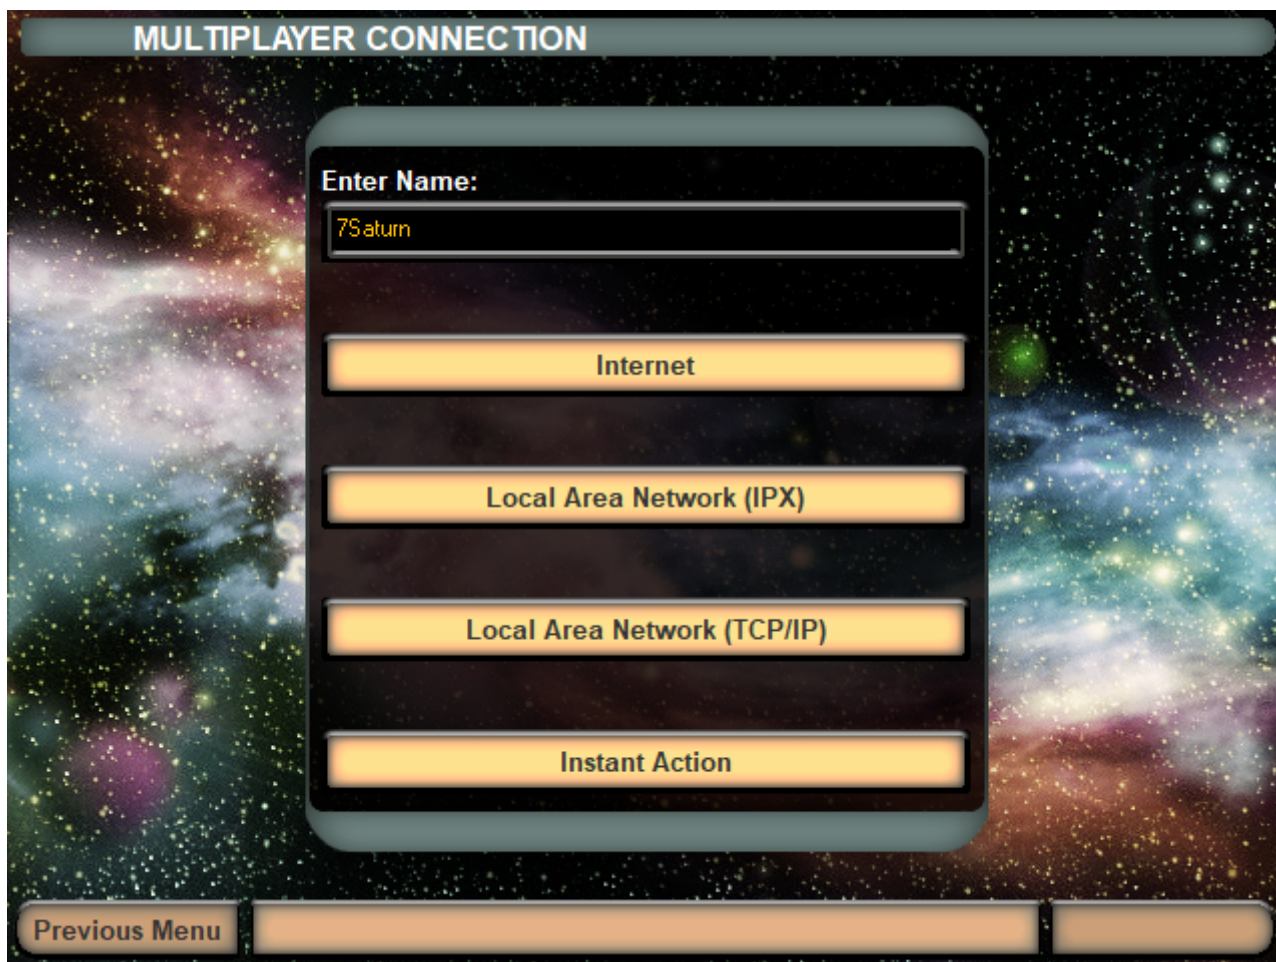 MULTIPLAYER CONNECTION
Enter Name:
7Saturn
Internet
Local Area Network (IPX)
Local Area Network (TCP/IP)
Instant Action
Previous Menu